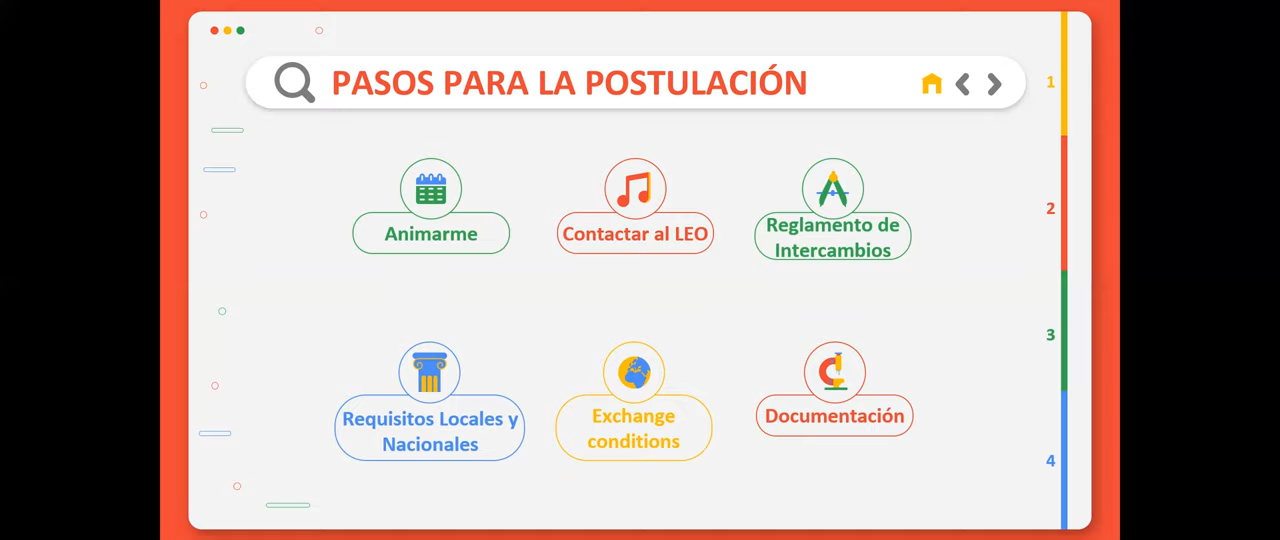 PASOS PARA LA POSTULACIÓN
1
Animarme
Contactar al LEO
Reglamento de
Intercambios
2
3
Requisitos Locales y
Nacionales
Exchange
conditions
Documentación
4